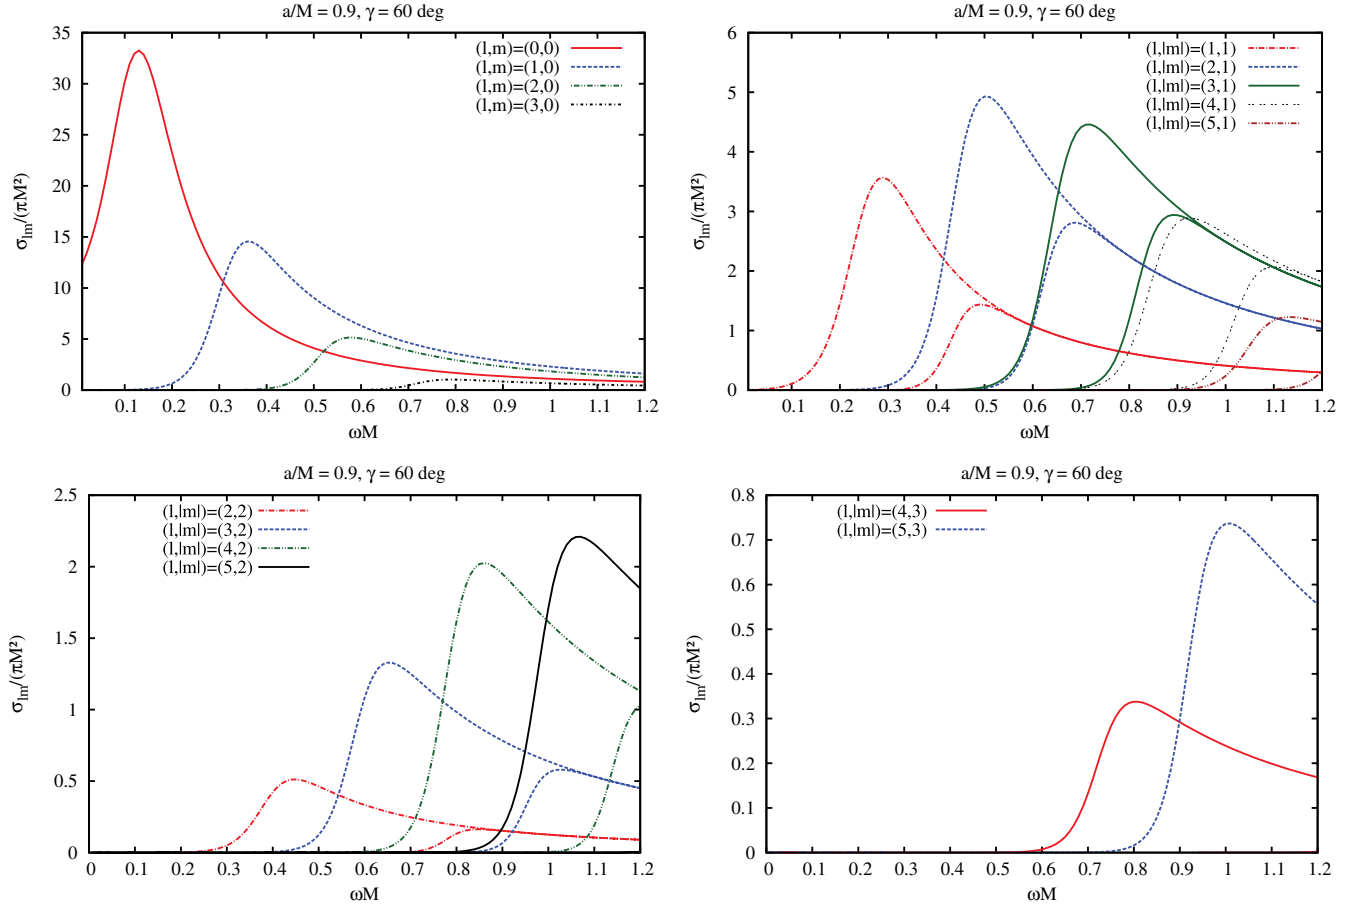 a/M = 0.9, γ = 60 deg
35
30
25
20
15
10
5
0
σlm/(πM²)
(l,m)=(0,0)
(l,m)=(1,0)
(l,m)=(2,0)
(l,m)=(3,0)
0.1 0.2 0.3 0.4 0.5 0.6 0.7 0.8 0.9 1 1.1 1.2
ωM
a/M = 0.9, γ = 60 deg
6
5
4
3
2
1
0
σlm/(πM²)
(l,|m|)=(1,1)
(l,|m|)=(2,1)
(l,|m|)=(3,1)
(l,|m|)=(4,1)
(l,|m|)=(5,1)
0.1 0.2 0.3 0.4 0.5 0.6 0.7 0.8 0.9 1 1.1 1.2
ωM
a/M = 0.9, γ = 60 deg
2.5
2
1.5
1
0.5
0
σlm/(πM²)
(l,|m|)=(2,2)
(l,|m|)=(3,2)
(l,|m|)=(4,2)
(l,|m|)=(5,2)
0 0.1 0.2 0.3 0.4 0.5 0.6 0.7 0.8 0.9 1 1.1 1.2
ωM
a/M = 0.9, γ = 60 deg
0.8
0.7
0.6
0.5
0.4
0.3
0.2
0.1
0
σlm/(πM²)
(l,|m|)=(4,3)
(l,|m|)=(5,3)
0 0.1 0.2 0.3 0.4 0.5 0.6 0.7 0.8 0.9 1 1.1 1.2
ωM